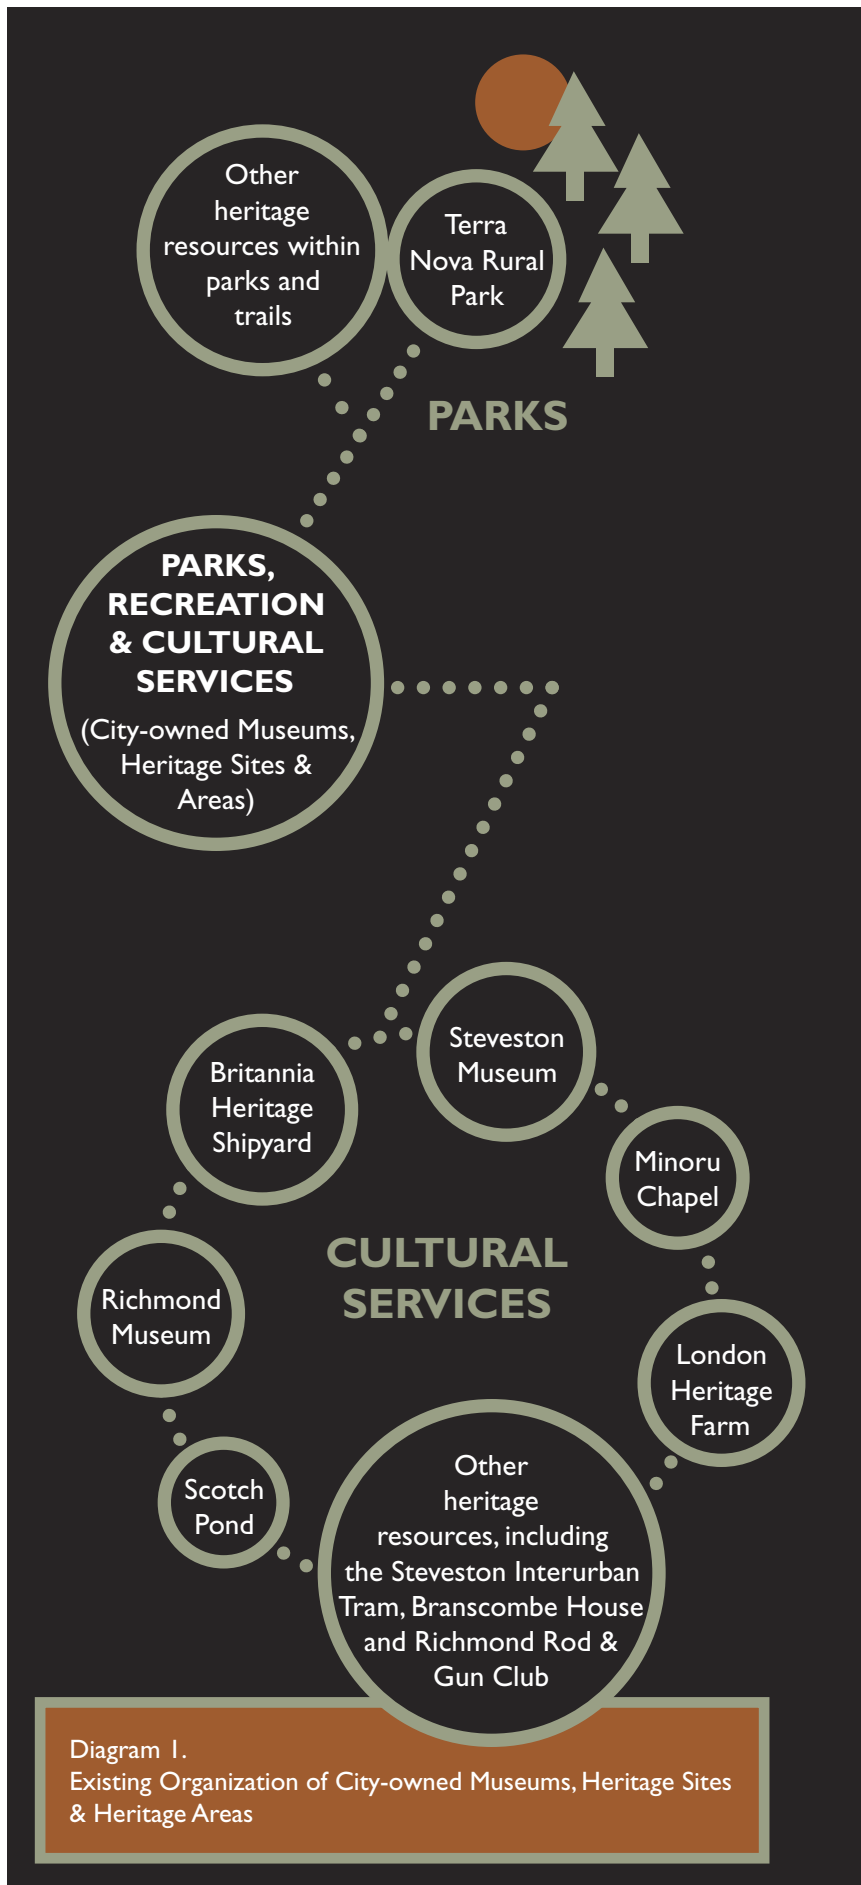 Other
heritage
resources within
parks and
trails
Terra
Nova Rural
Park
PARKS
PARKS,
RECREATION
& CULTURAL
SERVICES
(City-owned Museums,
Heritage Sites &
Areas)
Steveston
Museum
Britannia
Heritage
Shipyard
Minoru
Chapel
CULTURAL
SERVICES
Richmond
Museum
London
Heritage
Farm
Scotch
Pond
Other
heritage
resources, including
the Steveston Interurban
Tram, Branscombe House
and Richmond Rod &
Gun Club
Diagram 1.
Existing Organization of City-owned Museums, Heritage Sites
& Heritage Areas